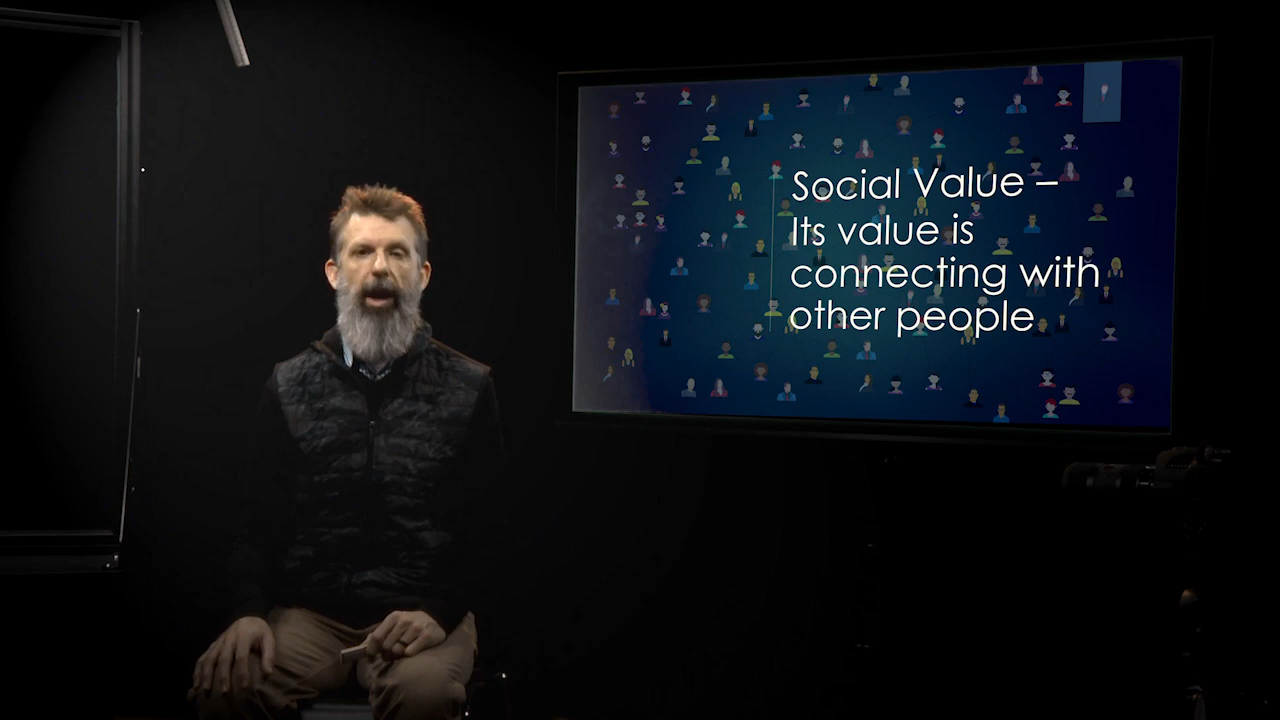 Social Value –
Its value is
connecting with
other people